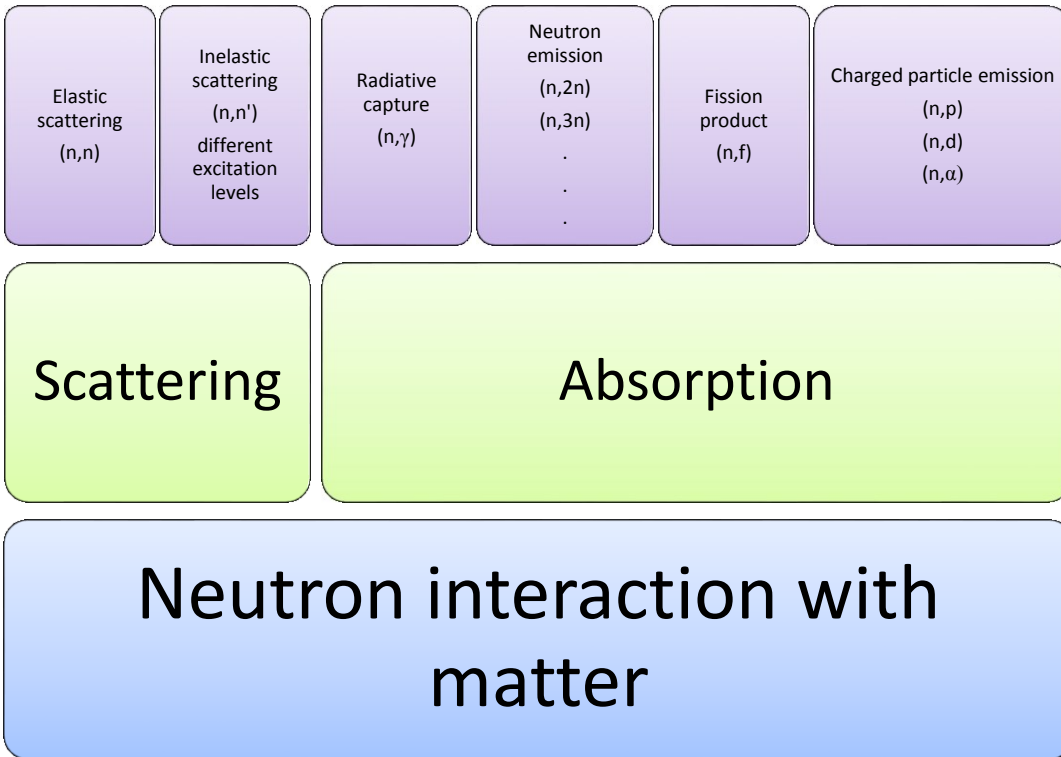 Elastic
scattering
(n,n)
Inelastic
scattering
(n,n')
different
excitation
levels
Radiative
capture
(n,γ)
Neutron
emission
(n,2n)
(n,3n)
.
.
.
Fission
product
(n,f)
Charged particle emission
(n,p)
(n,d)
(n,α)
Scattering
Absorption
Neutron interaction with
matter